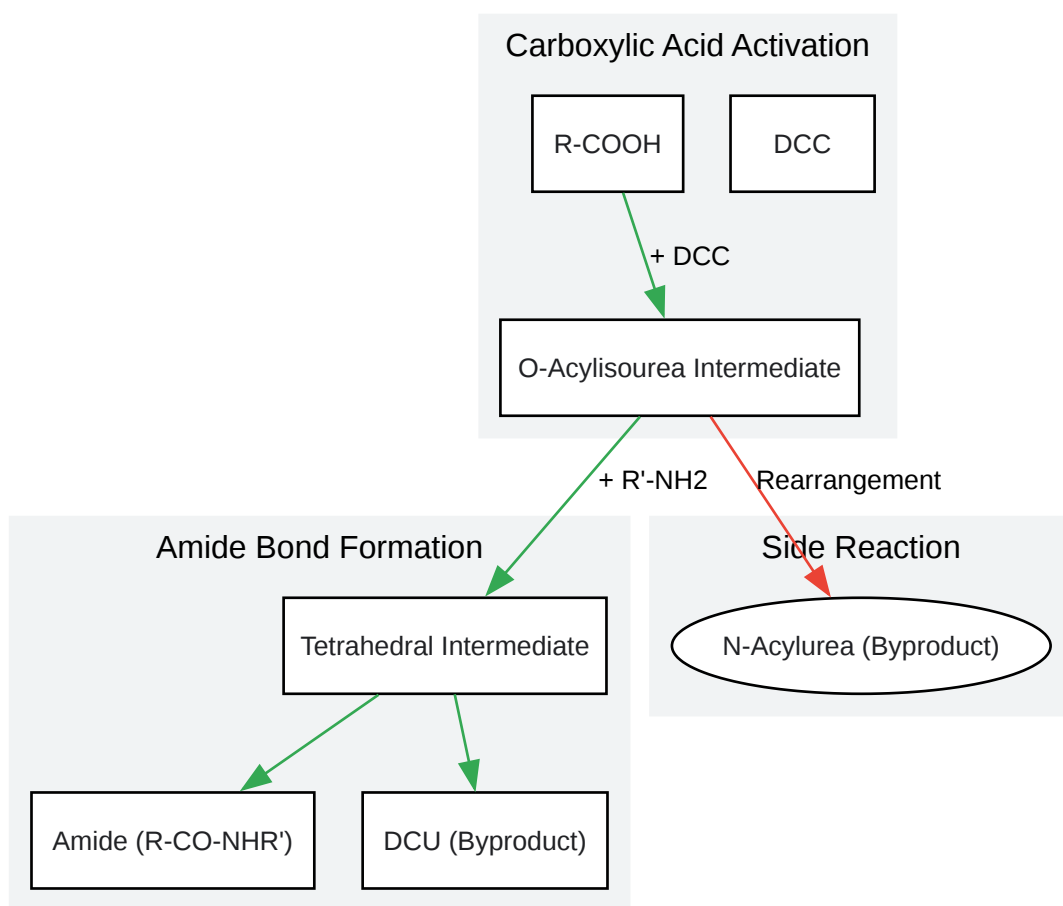 Carboxylic Acid Activation
R-COOH
DCC
+ DCC
O-Acylisourea Intermediate
+ R'-NH2
Rearrangement
Amide Bond Formation
Side Reaction
Tetrahedral Intermediate
N-Acylurea (Byproduct)
Amide (R-CO-NHR')
DCU (Byproduct)